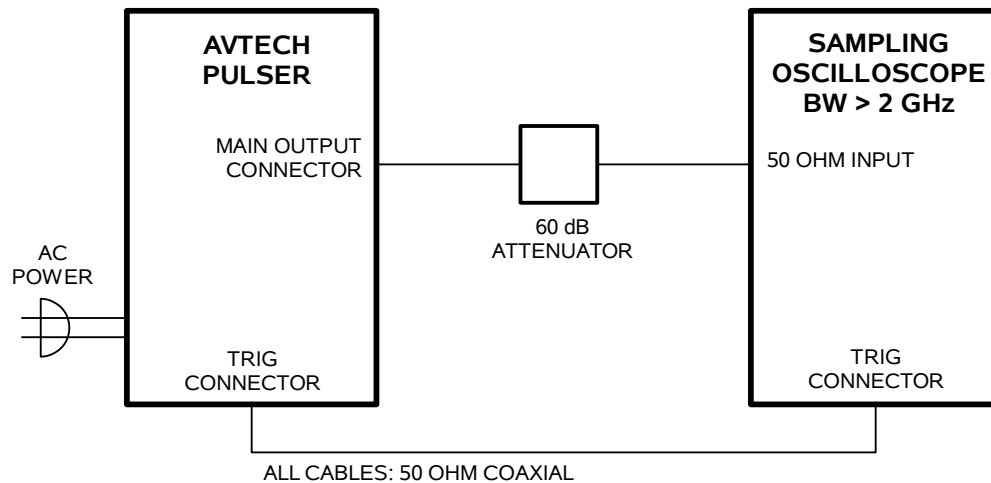 AVTECH
PULSER
SAMPLING
OSCILLOSCOPE
BW > 2 GHz
MAIN OUTPUT
CONNECTOR
50 OHM INPUT
60 dB
ATTENUATOR
AC
POWER
TRIG
CONNECTOR
TRIG
CONNECTOR
ALL CABLES: 50 OHM COAXIAL